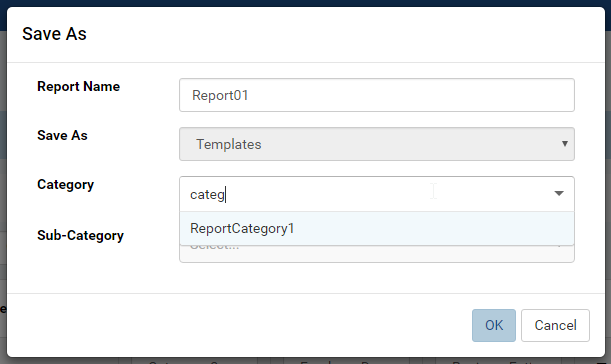 Save As
Report Name
Report01
Save As
Templates
Category
categ
ReportCategory1
Sub-Category
Select...
OK
Cancel